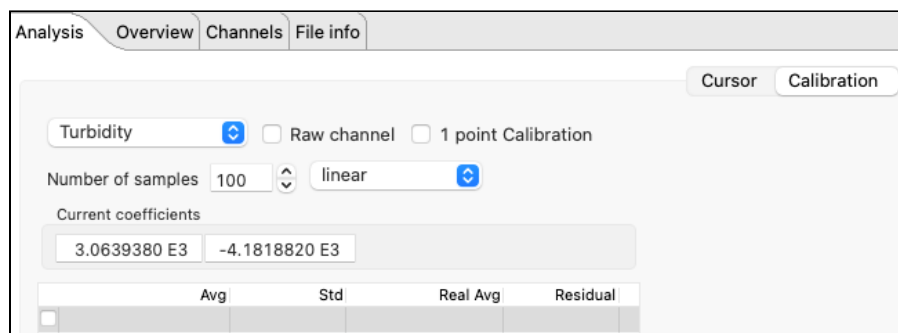 Analysis Overview Channels File info
Cursor Calibration
Turbidity Raw channel 1 point Calibration
Number of samples 100 linear
Current coefficients
3.0639380 E3 -4.1818820 E3
Avg Std Real Avg Residual